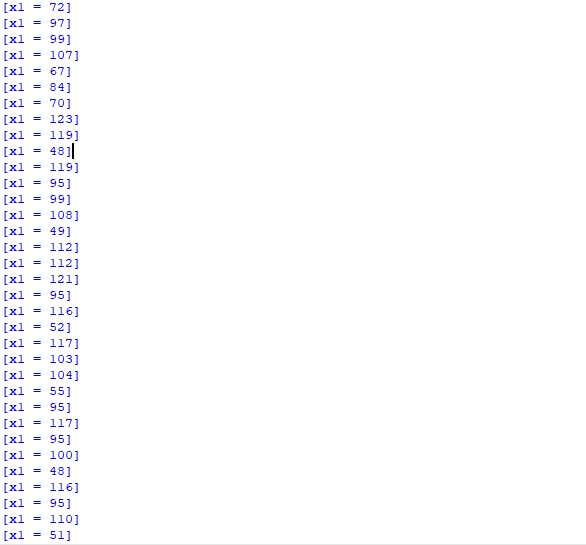 [x1 = 72]
[x1 = 97]
[x1 = 99]
[x1 = 107]
[x1 = 67]
[x1 = 84]
[x1 = 70]
[x1 = 123]
[x1 = 119]
[x1 = 48]
[x1 = 119]
[x1 = 95]
[x1 = 99]
[x1 = 108]
[x1 = 49]
[x1 = 112]
[x1 = 112]
[x1 = 121]
[x1 = 95]
[x1 = 116]
[x1 = 52]
[x1 = 117]
[x1 = 103]
[x1 = 104]
[x1 = 55]
[x1 = 95]
[x1 = 117]
[x1 = 95]
[x1 = 100]
[x1 = 48]
[x1 = 116]
[x1 = 95]
[x1 = 110]
[x1 = 51]